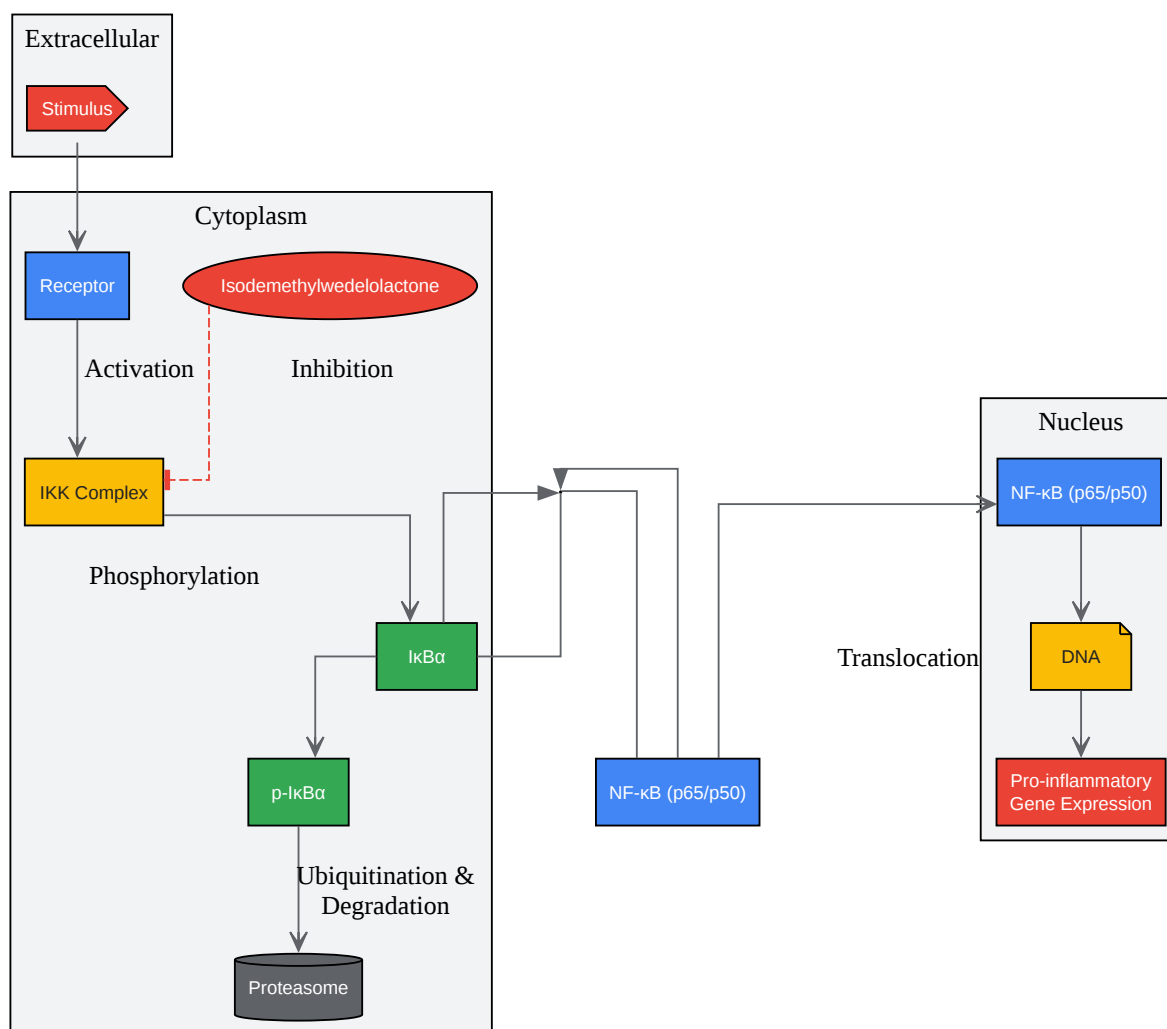 Extracellular
Stimulus
Cytoplasm
Receptor
Isodemethylwedelolactone
Activation
Inhibition
IKK Complex
Phosphorylation
IκBα
p-IκBα
Ubiquitination &
Degradation
Proteasome
NF-κB (p65/p50)
Translocation
Nucleus
NF-κB (p65/p50)
DNA
Pro-inflammatory
Gene Expression